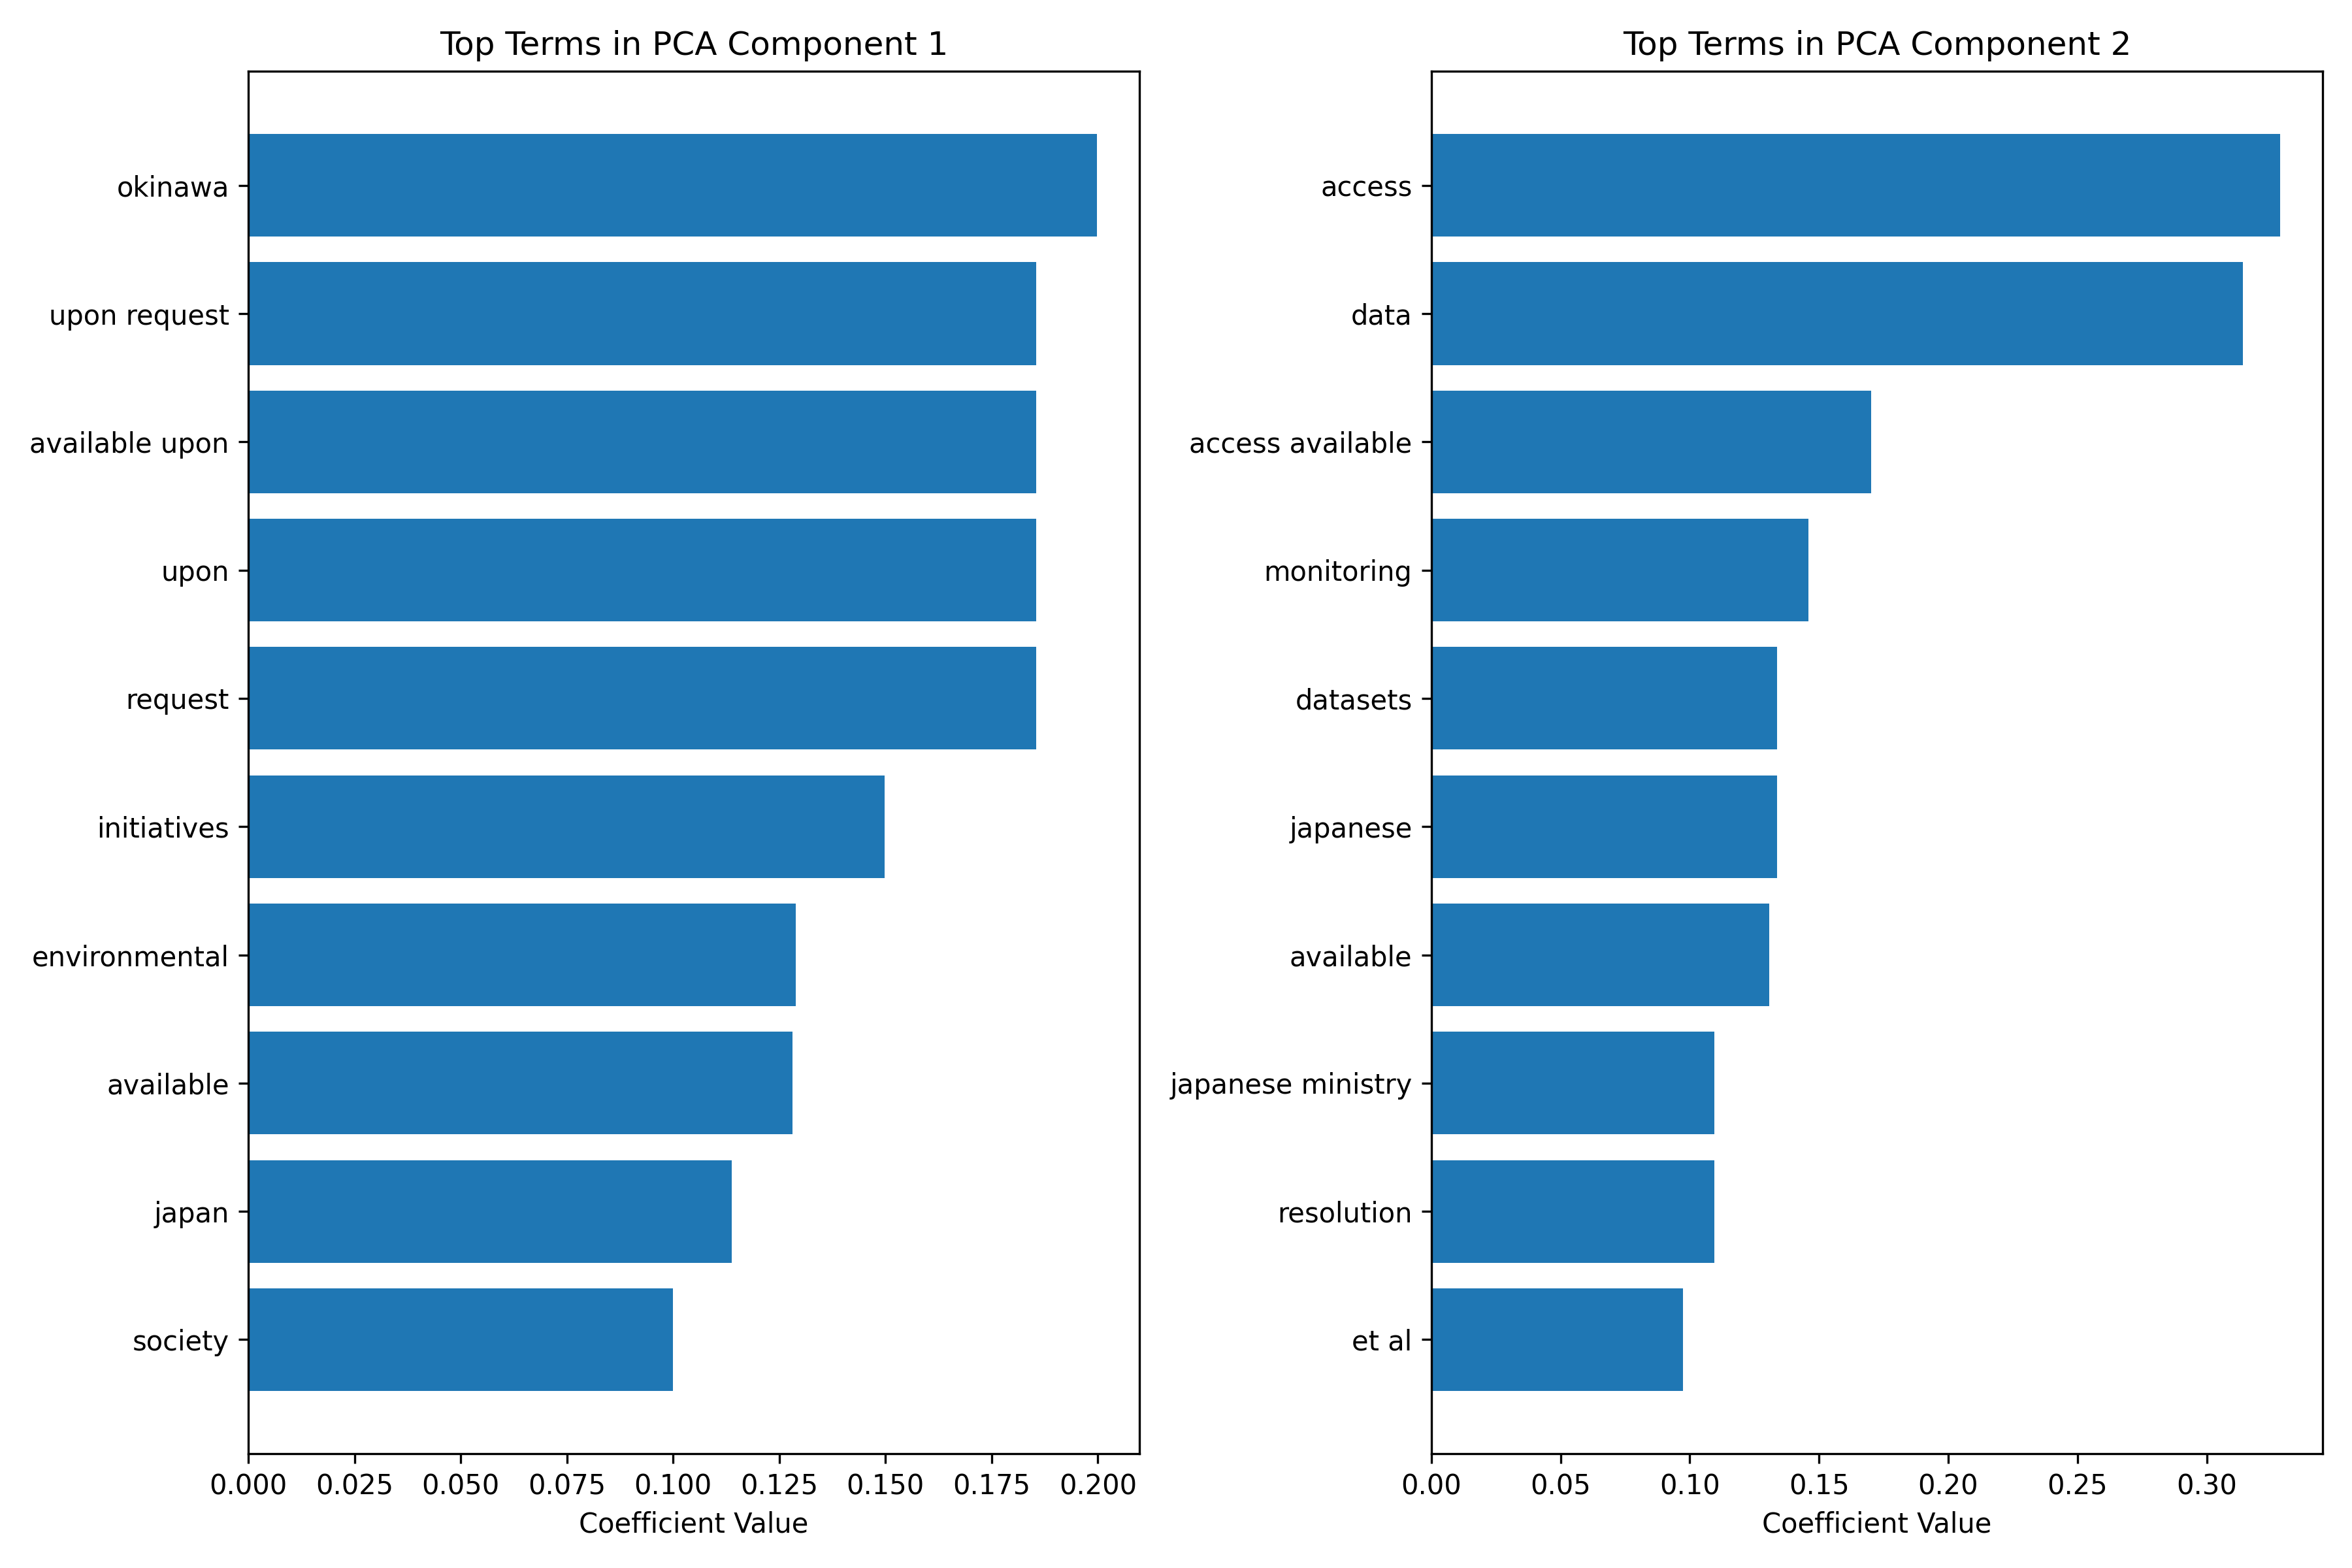 Top Terms in PCA Component 1
okinawa
upon request
available upon
upon
request
initiatives
environmental
available
japan
society
0.000 0.025 0.050 0.075 0.100 0.125 0.150 0.175 0.200
Coefficient Value
Top Terms in PCA Component 2
access
data
access available
monitoring
datasets
japanese
available
japanese ministry
resolution
et al
0.00 0.05 0.10 0.15 0.20 0.25 0.30
Coefficient Value